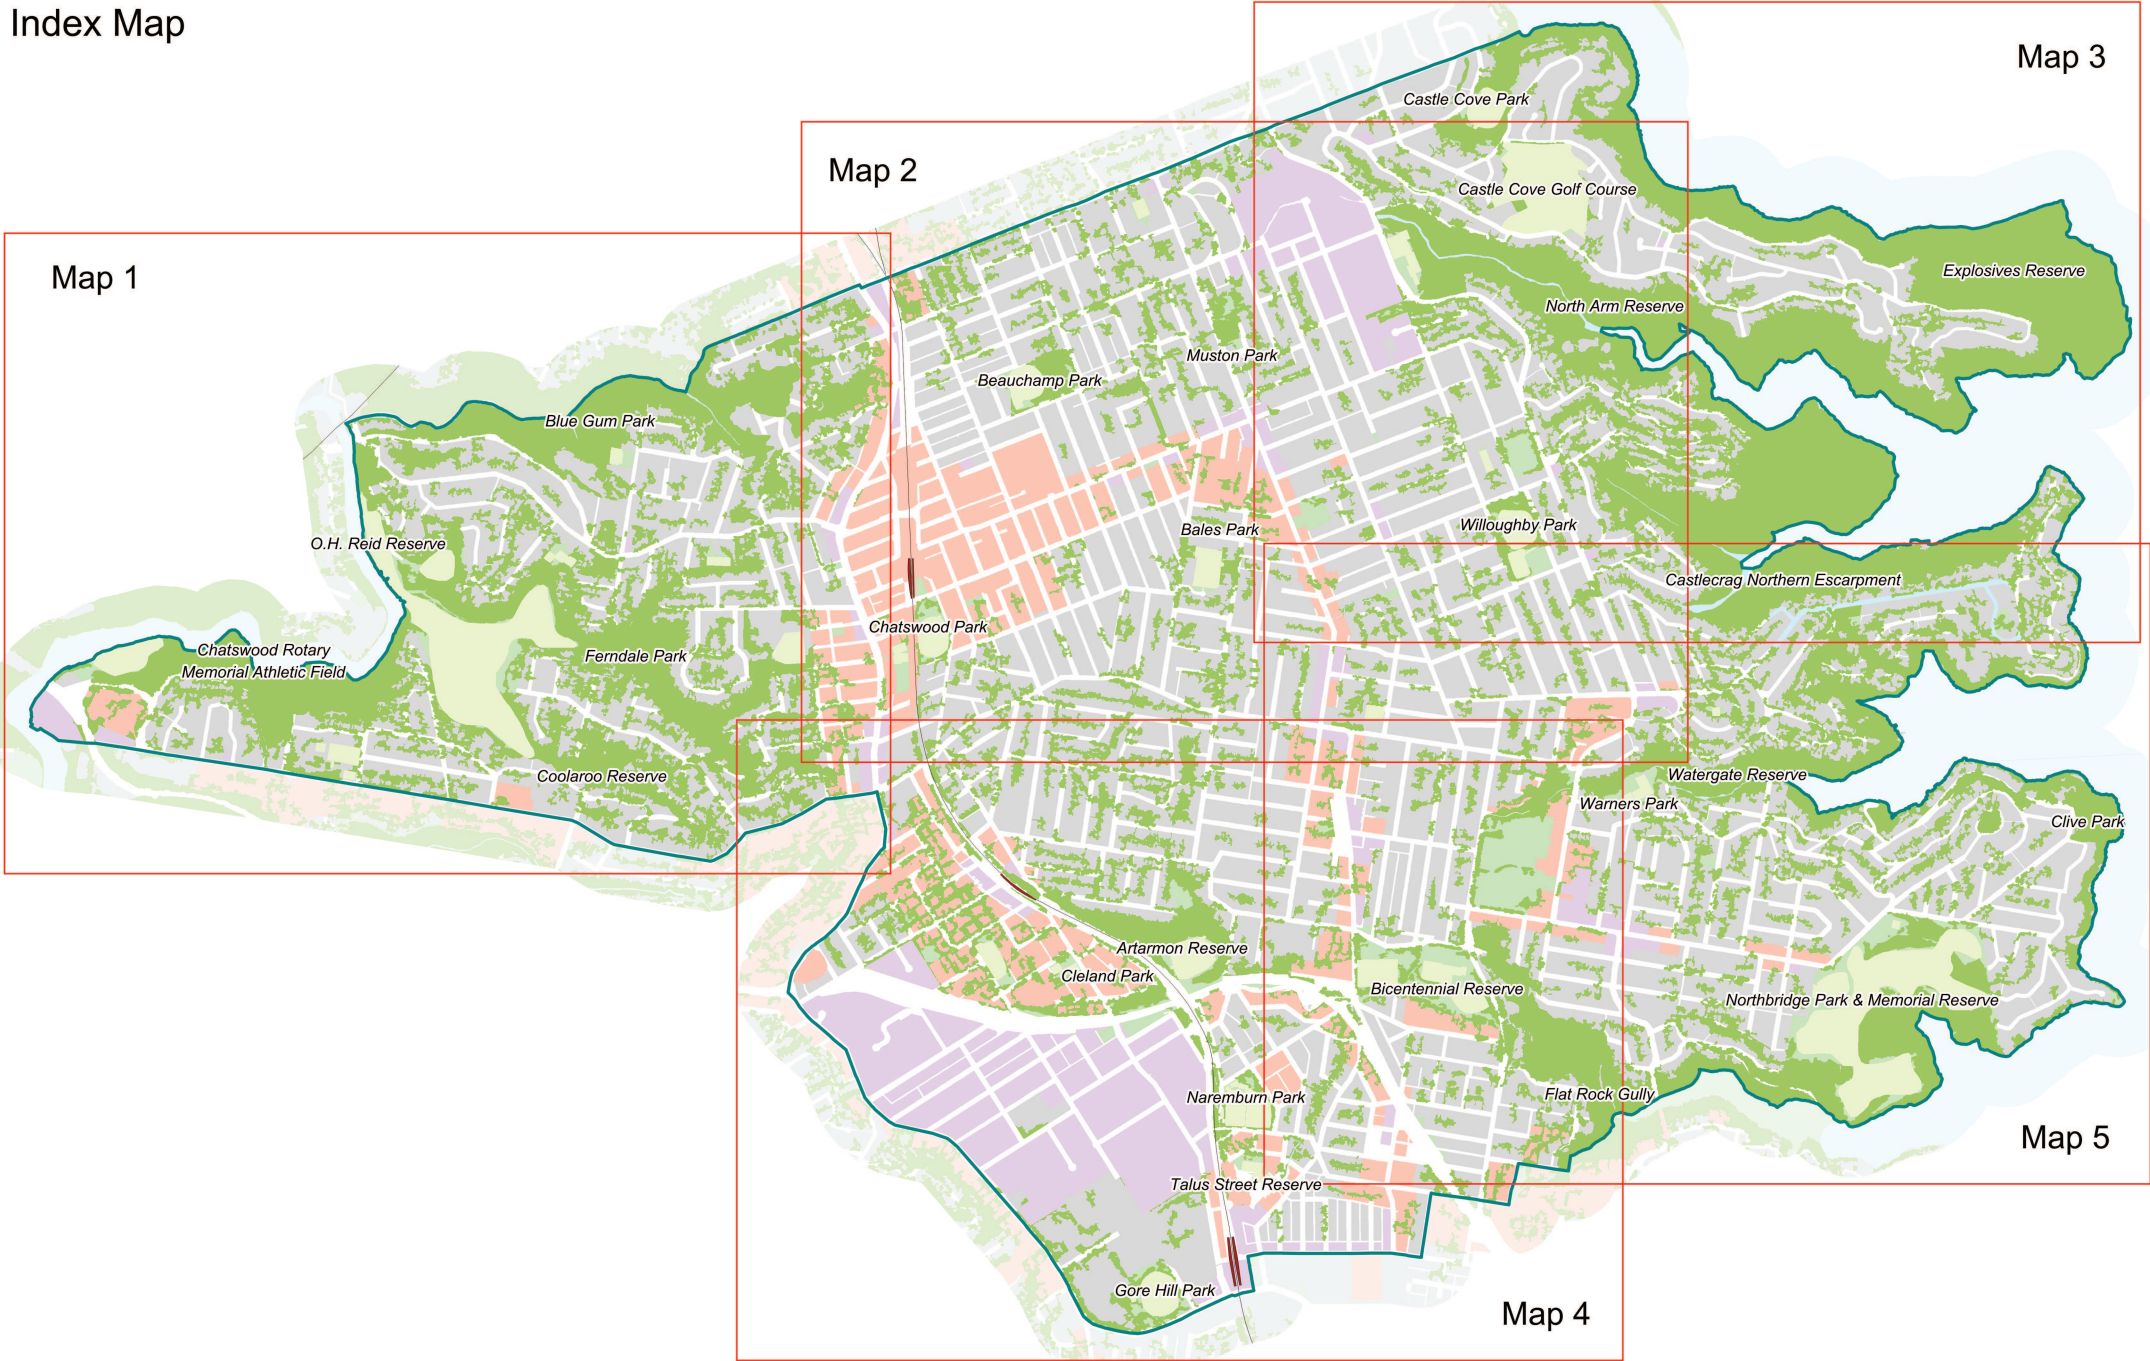 Index Map
Map 3
Castle Cove Park
Map 2
Castle Cove Golf Course
Map 1
Explosives Reserve
North Arm Reserve
Muston Park
Beauchamp Park
Blue Gum Park
Willoughby Park
Bales Park
O.H. Reid Reserve
Castlecrag Northern Escarpment
Chatswood Park
Chatswood Rotary
Memorial Athletic Field
Ferndale Park
Coolaroo Reserve
Watergate Reserve
Warners Park
Clive Park
Artarmon Reserve
Cleland Park
Bicentennial Reserve
Northbridge Park & Memorial Reserve
Naremburn Park
Flat Rock Gully
Map 5
Talus Street Reserve
Gore Hill Park
Map 4